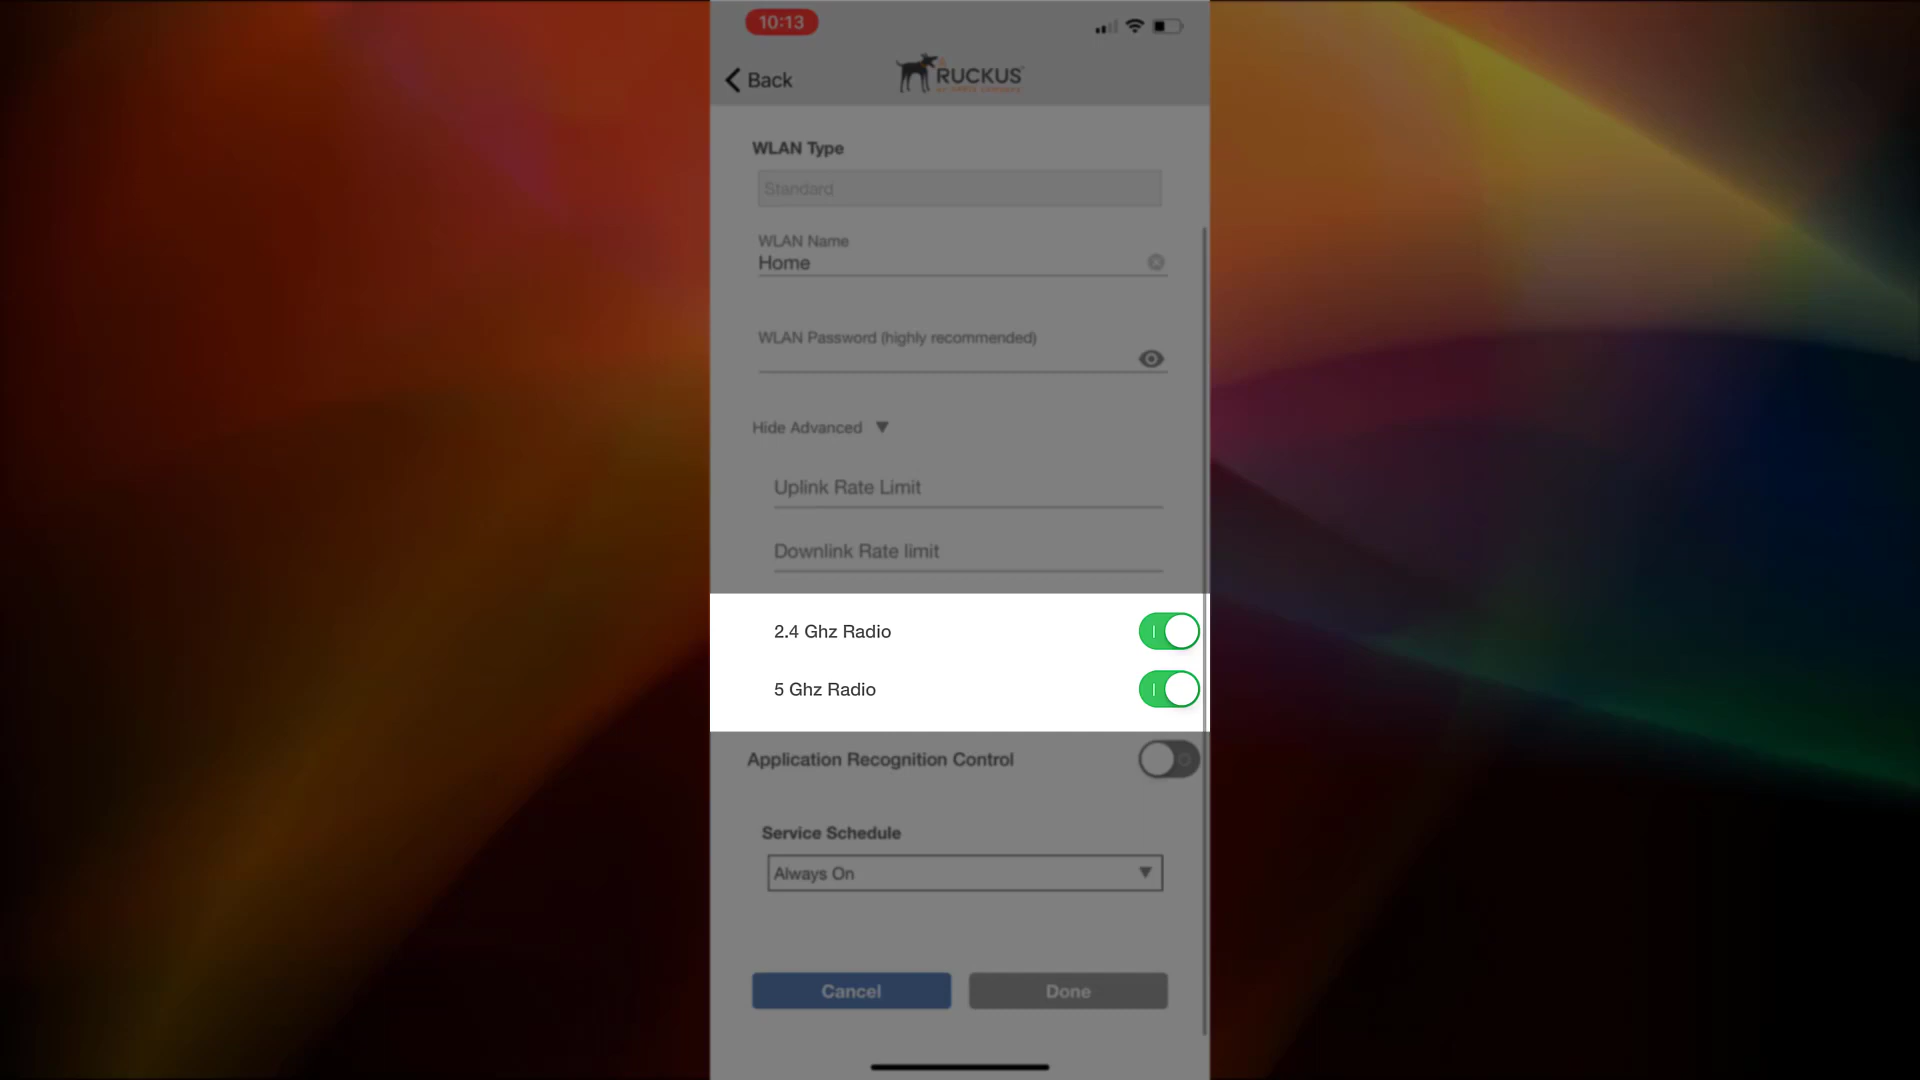 10:13
Back
RUCKUS
WLAN Type
Standard
WLAN Name
Home
WLAN Password (highly recommended)
Hide Advanced
Uplink Rate Limit
Downlink Rate limit
2.4 Ghz Radio
5 Ghz Radio
Application Recognition Control
Service Schedule
Always On
Cancel
Done